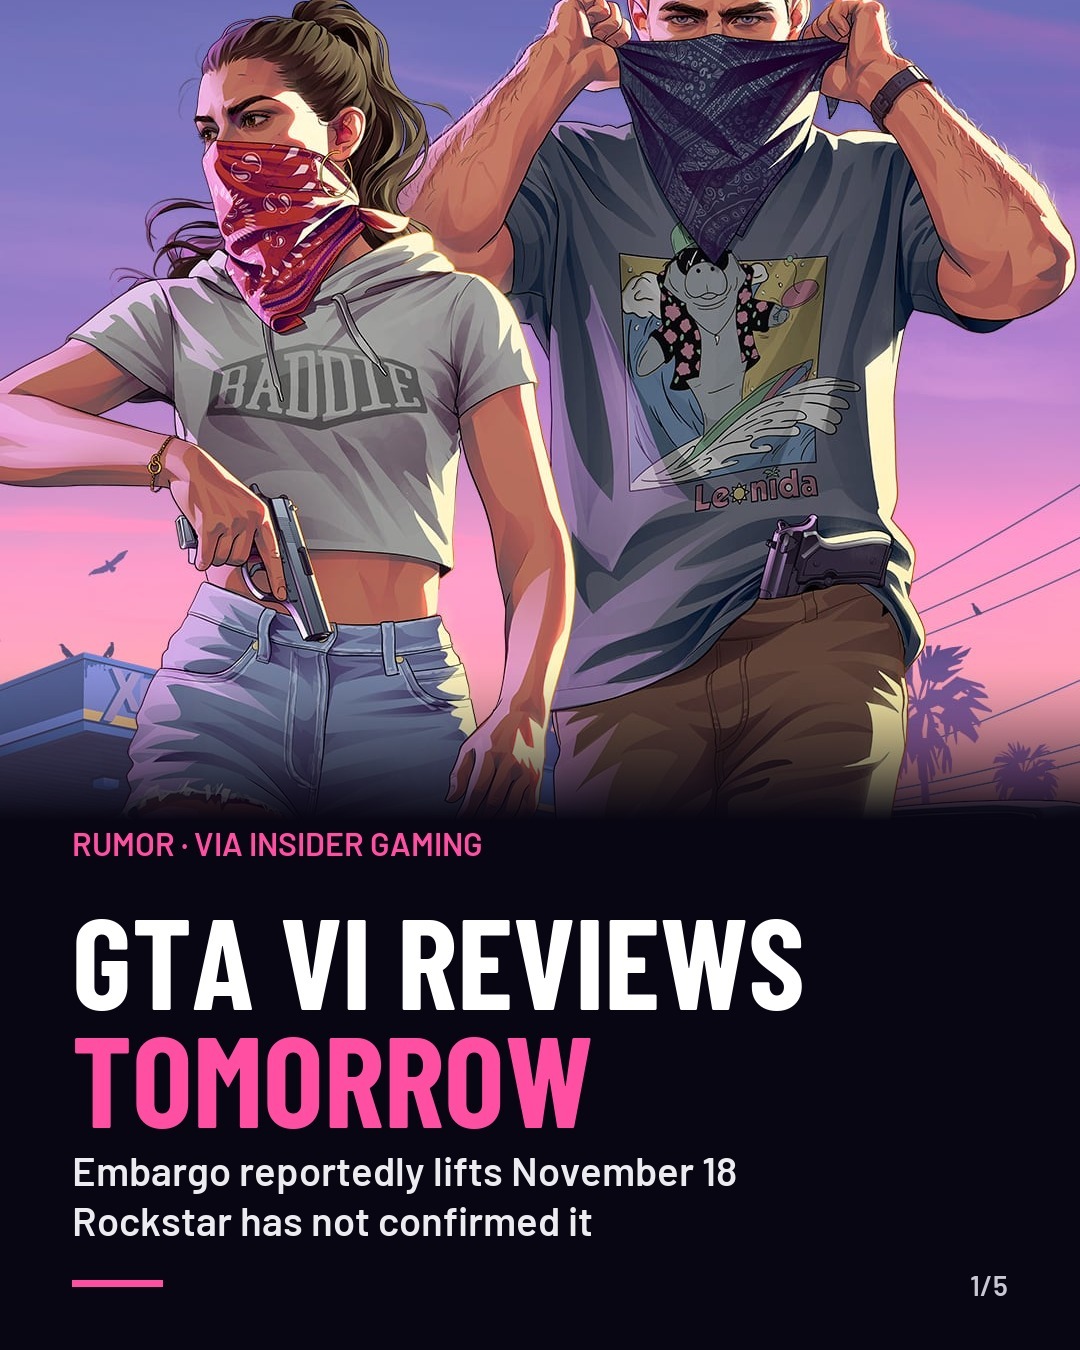 BADDIE
Leonida
RUMOR · VIA INSIDER GAMING
GTA VI REVIEWS
TOMORROW
Embargo reportedly lifts November 18
Rockstar has not confirmed it
1/5